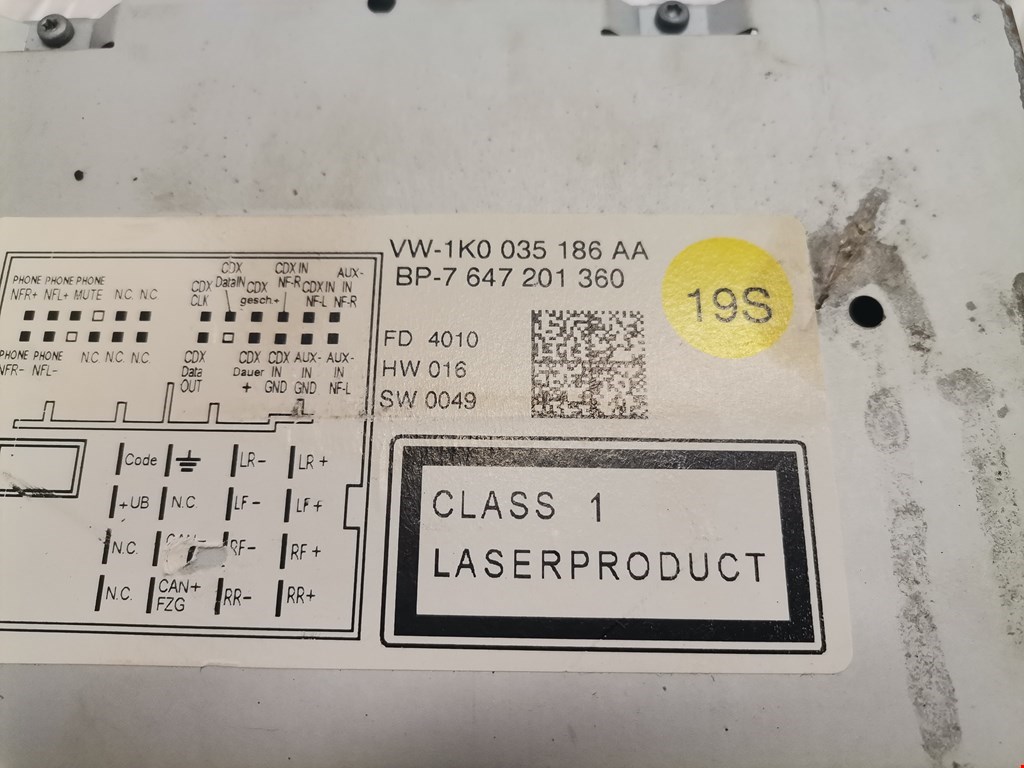 VW-1K0 035 186 AA
BP-7 647 201 360
19S
FD 4010
HW 016
SW 0049
PHONE PHONE PHONE
NFR+ NFL+ MUTE N.C. N.C.
PHONE PHONE
NFR- NFL- N.C N.C. N.C.
CDX
CLK
CDX
DataIN
CDX
gesch.+
CDX IN
NF-R
CDX IN
NF-L
AUX-
IN
NF-R
CDX
Data
OUT
CDX
Dauer
+
CDX
IN
GND
AUX-
IN
GND
AUX-
IN
NF-L
Code LR- LR+
+UB N.C. LF- LF+
N.C. RF- RF+
N.C. CAN+
FZG RR- RR+
CLASS 1
LASERPRODUCT